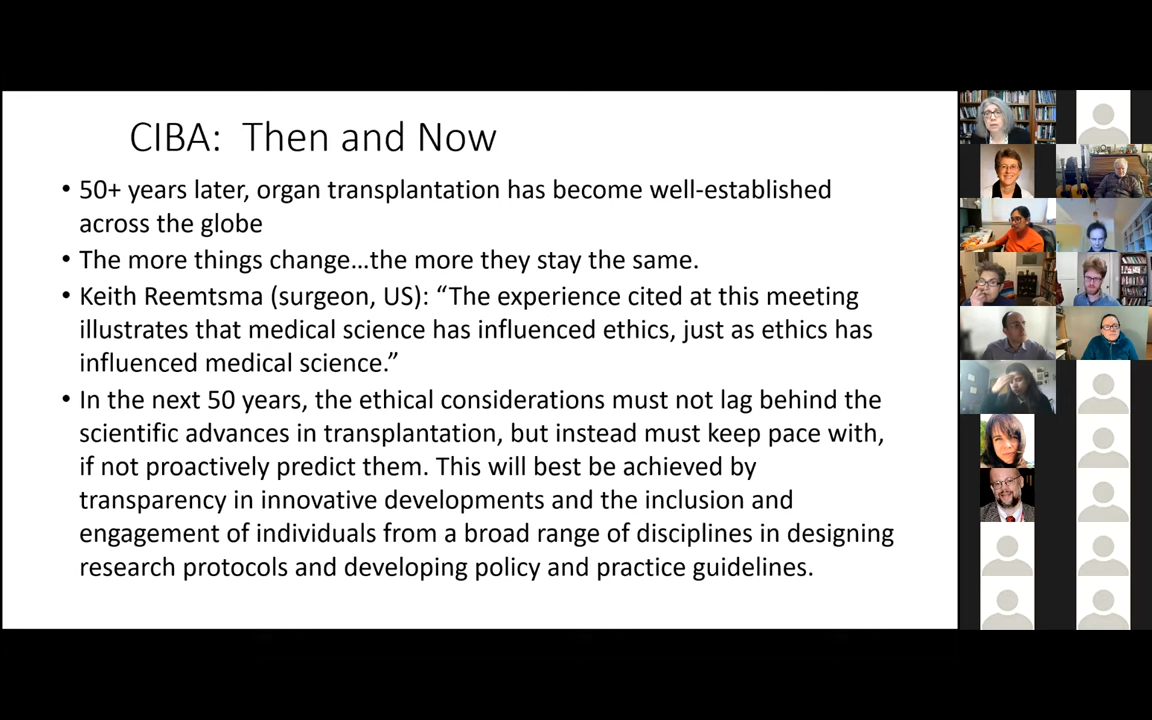 CIBA:  Then and Now
• 50+ years later, organ transplantation has become well-established
across the globe
• The more things change…the more they stay the same.
• Keith Reemtsma (surgeon, US): “The experience cited at this meeting
illustrates that medical science has influenced ethics, just as ethics has
influenced medical science.”
• In the next 50 years, the ethical considerations must not lag behind the
scientific advances in transplantation, but instead must keep pace with,
if not proactively predict them. This will best be achieved by
transparency in innovative developments and the inclusion and
engagement of individuals from a broad range of disciplines in designing
research protocols and developing policy and practice guidelines.